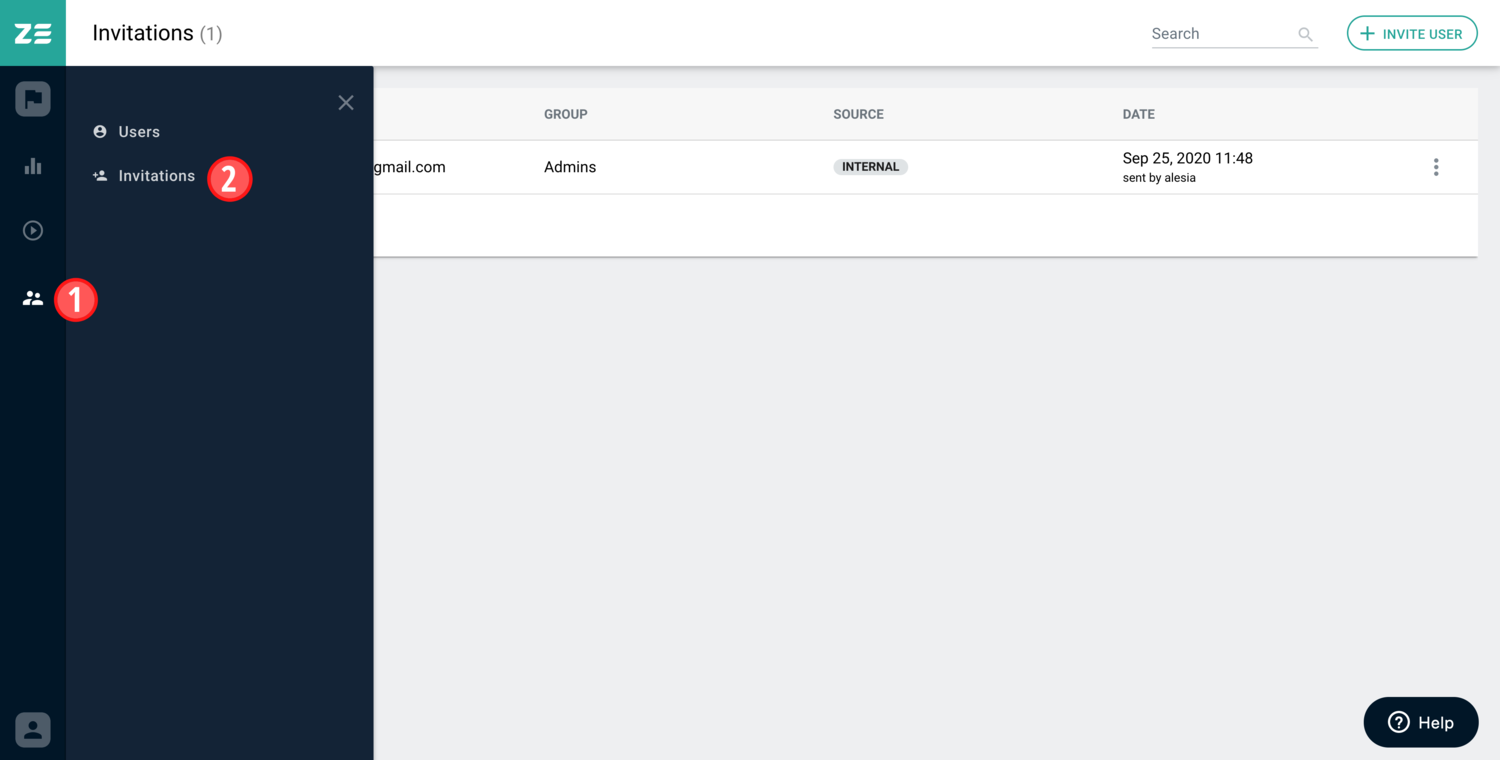 ZE
Invitations (1)
Search
INVITE USER
Users
Invitations
2
1
GROUP
SOURCE
DATE
gmail.com
Admins
INTERNAL
Sep 25, 2020 11:48
sent by alesia
Help